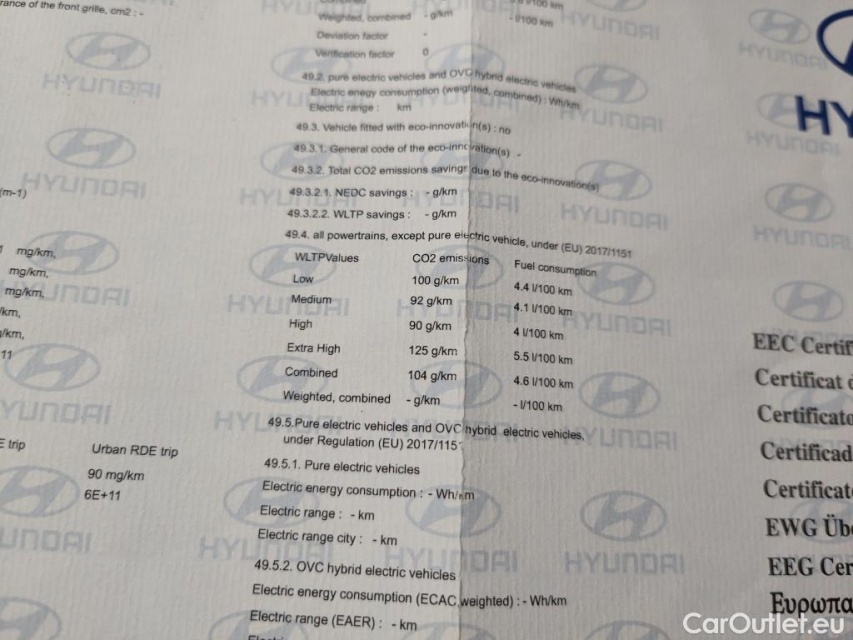 rance of the front grille, cm2 : -
Weighted, combined - g/km - l/100 km
Deviation factor -
Verification factor 0
49.2. pure electric vehicles and OVC hybrid electric vehicles
Electric enegy consumption (weighted, combined) : Wh/km
Electric range : km
49.3. Vehicle fitted with eco-innovation(s) : no
49.3.1. General code of the eco-innovation(s) -
49.3.2. Total CO2 emissions savings due to the eco-innovation(s)
49.3.2.1. NEDC savings : - g/km
49.3.2.2. WLTP savings : - g/km
49.4. all powertrains, except pure electric vehicle, under (EU) 2017/1151
WLTPValues CO2 emissions Fuel consumption
Low 100 g/km 4.4 l/100 km
Medium 92 g/km 4.1 l/100 km
High 90 g/km 4 l/100 km
Extra High 125 g/km 5.5 l/100 km
Combined 104 g/km 4.6 l/100 km
Weighted, combined - g/km - l/100 km
49.5.Pure electric vehicles and OVC hybrid electric vehicles,
under Regulation (EU) 2017/115
49.5.1. Pure electric vehicles
Electric energy consumption : - Wh/km
Electric range : - km
Electric range city : - km
49.5.2. OVC hybrid electric vehicles
Electric energy consumption (ECAC,weighted) : - Wh/km
Electric range (EAER) : - km
(m-1)
mg/km,
mg/km,
mg/km,
/km,
/km,
11
E trip Urban RDE trip
90 mg/km
6E+11
HY
EEC Certif
Certificat d
Certificato
Certificad
Certificat
EWG Üb
EEG Cer
Ευρωπα
HYUNDAI
CarOutlet.eu